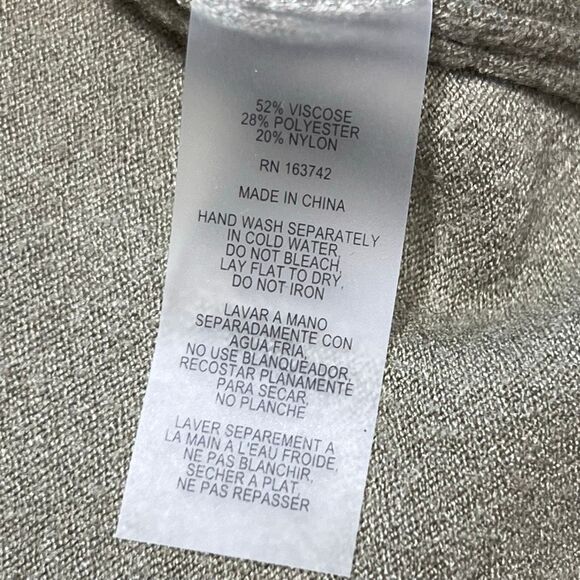 52% VISCOSE
28% POLYESTER
20% NYLON
RN 163742
MADE IN CHINA
HAND WASH SEPARATELY
IN COLD WATER,
DO NOT BLEACH,
LAY FLAT TO DRY,
DO NOT IRON
LAVAR A MANO
SEPARADAMENTE CON
AGUA FRIA,
NO USE BLANQUEADOR,
RECOSTAR PLANAMENTE
PARA SECAR,
NO PLANCHE
LAVER SEPAREMENT A
LA MAIN A L'EAU FROIDE,
NE PAS BLANCHIR,
SECHER A PLAT,
NE PAS REPASSER